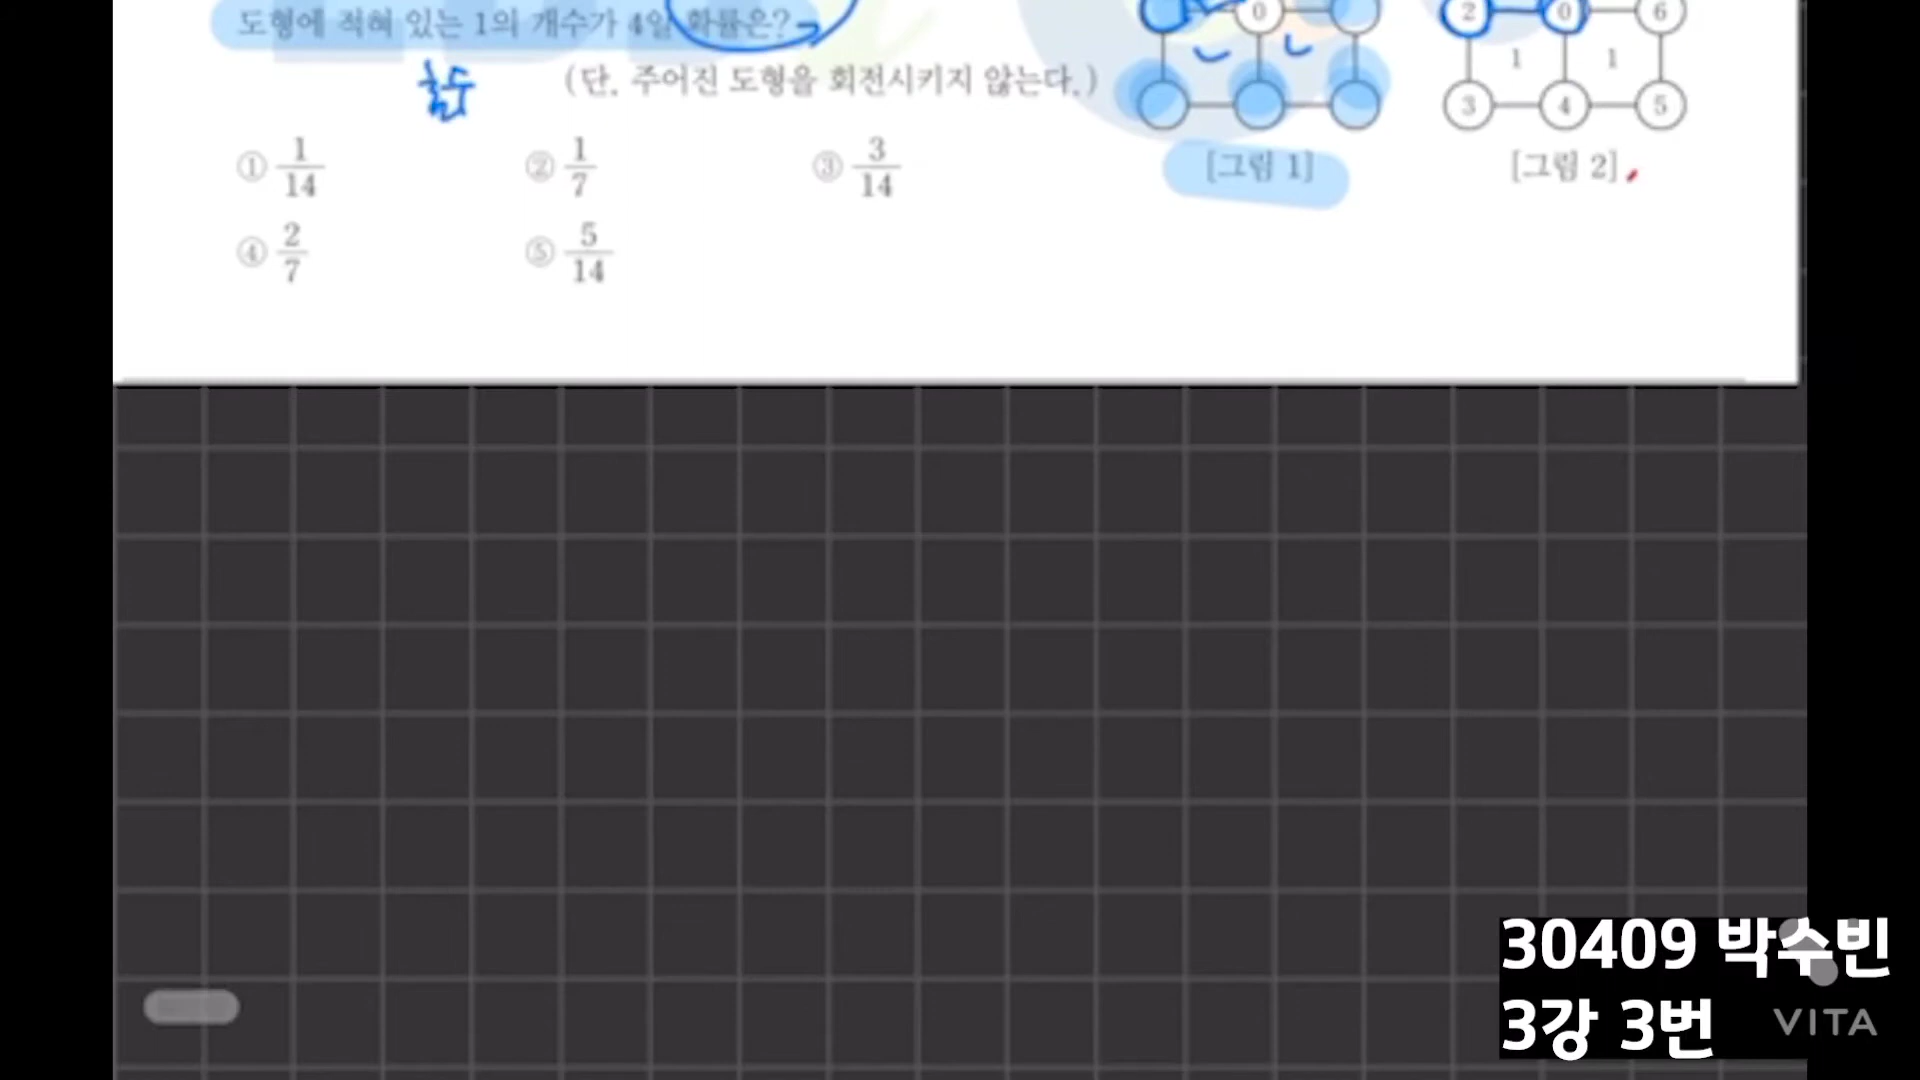 도형에 적혀 있는 1의 개수가 4일 확률은?
홀수
(단, 주어진 도형을 회전시키지 않는다.)
① 1/14 ② 1/7 ③ 3/14
④ 2/7 ⑤ 5/14
0
2 0 6
1 1
3 4 5
[그림 1] [그림 2]
30409 박수빈
3강 3번
VITA